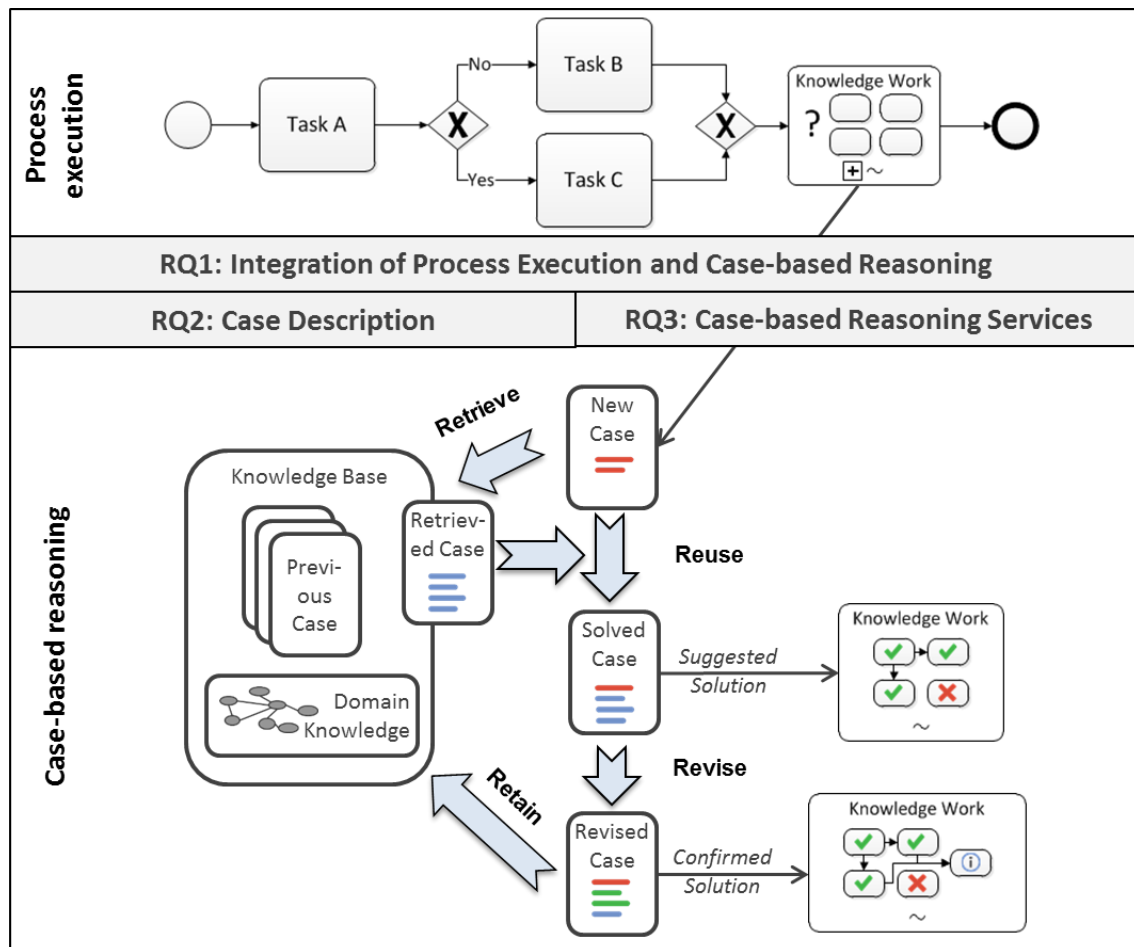 Process
execution
Task A
X
No
Yes
Task B
Task C
X
Knowledge Work
?
+ ~
RQ1: Integration of Process Execution and Case-based Reasoning
RQ2: Case Description
RQ3: Case-based Reasoning Services
Case-based reasoning
Retrieve
New
Case
Knowledge Base
Retriev-
ed Case
Previ-
ous
Case
Reuse
Domain
Knowledge
Solved
Case
Suggested
Solution
Knowledge Work
~
Revise
Retain
Revised
Case
Confirmed
Solution
Knowledge Work
i
~